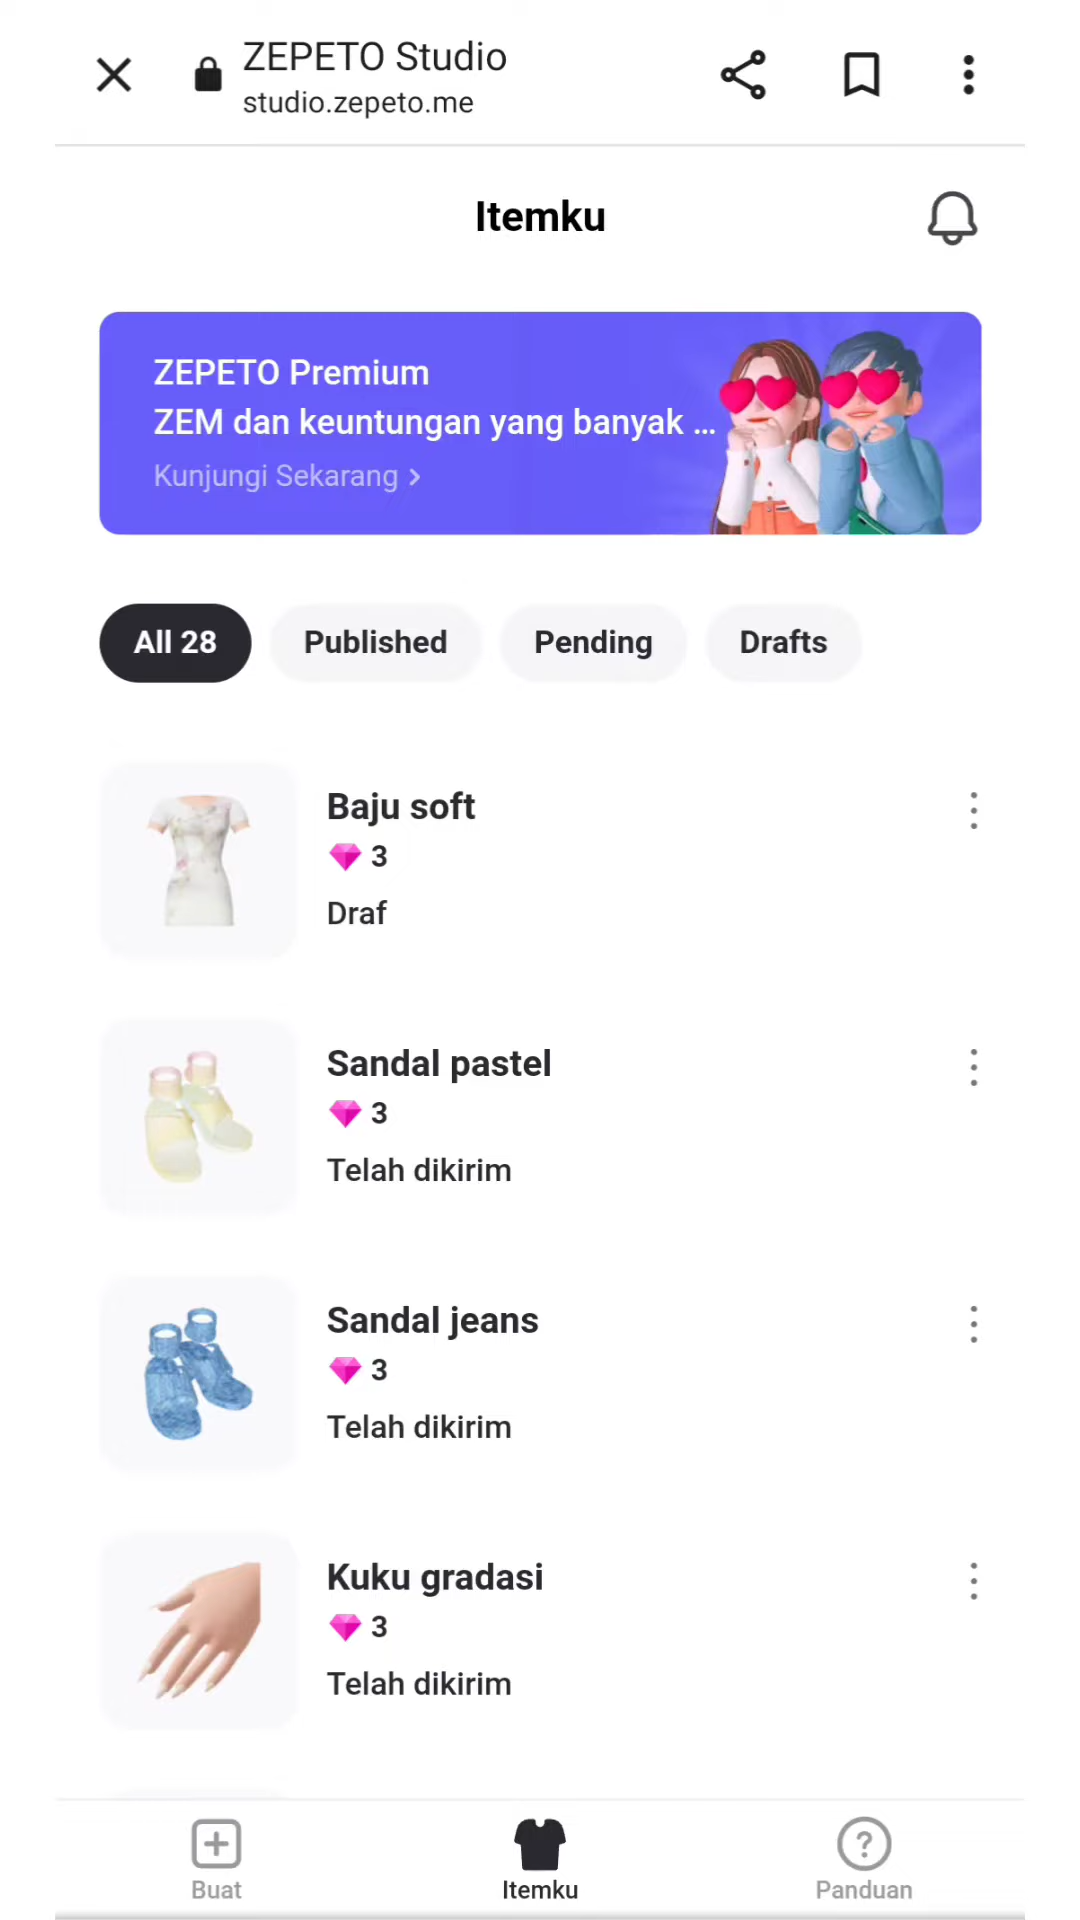 ZEPETO Studio
studio.zepeto.me
Itemku
ZEPETO Premium
ZEM dan keuntungan yang banyak ...
Kunjungi Sekarang >
All 28
Published
Pending
Drafts
Baju soft
3
Draf
Sandal pastel
3
Telah dikirim
Sandal jeans
3
Telah dikirim
Kuku gradasi
3
Telah dikirim
Buat
Itemku
Panduan